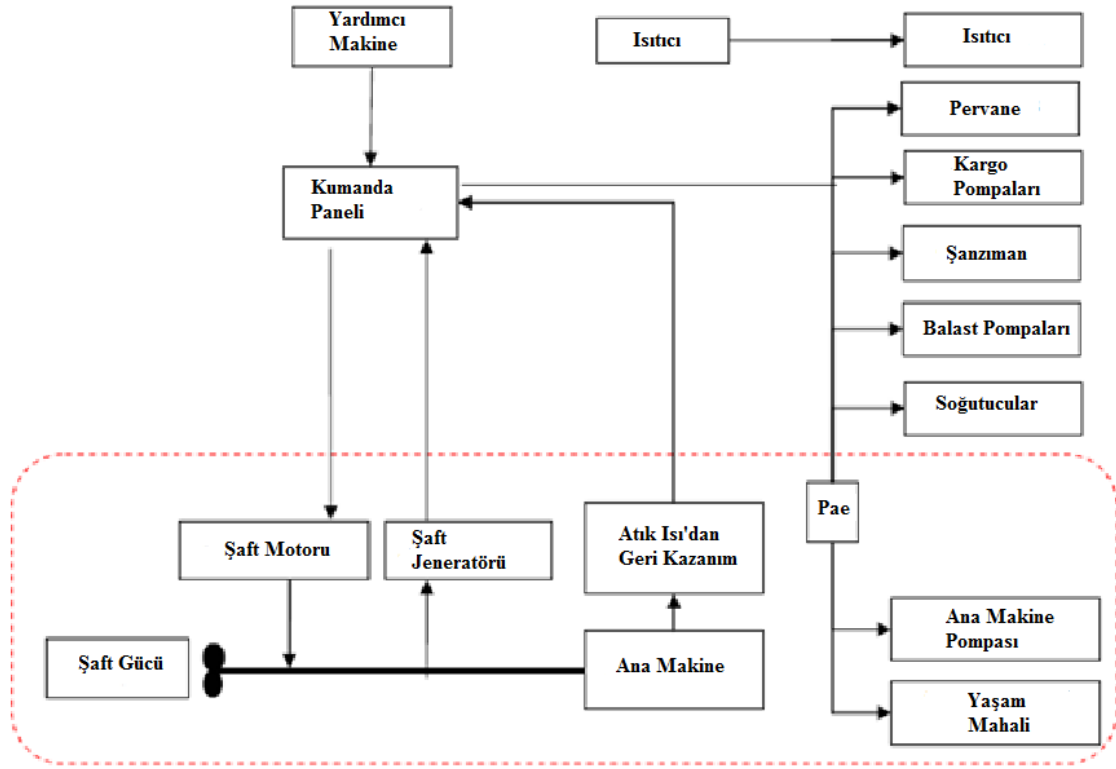 Yardımcı
Makine
Isıtıcı
Isıtıcı
Pervane
Kargo
Pompaları
Kumanda
Paneli
Şanzıman
Balast Pompaları
Soğutucular
Pae
Şaft Motoru
Şaft
Jeneratörü
Atık Isı'dan
Geri Kazanım
Ana Makine
Pompası
Şaft Gücü
Ana Makine
Yaşam
Mahali